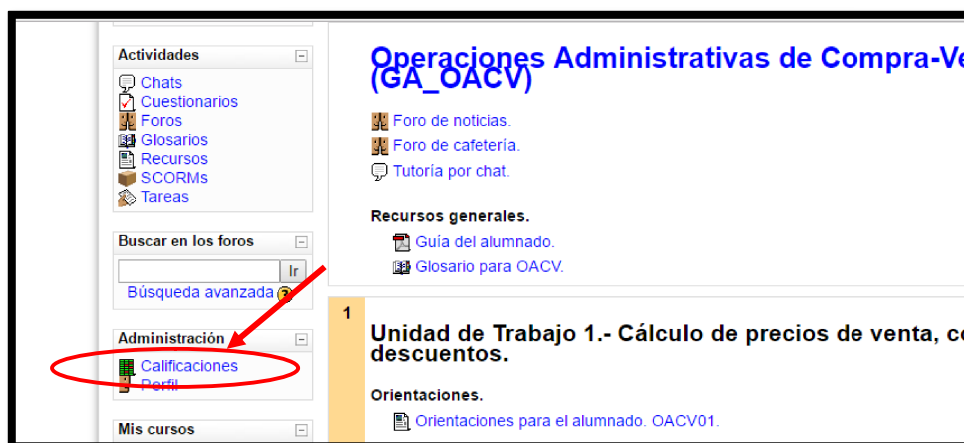 Actividades
Chats
Cuestionarios
Foros
Glosarios
Recursos
SCORMs
Tareas
Buscar en los foros
Ir
Búsqueda avanzada ?
Administración
Calificaciones
Perfil
Mis cursos
Operaciones Administrativas de Compra-Ve
(GA_OACV)
Foro de noticias.
Foro de cafetería.
Tutoría por chat.
Recursos generales.
Guía del alumnado.
Glosario para OACV.
1
Unidad de Trabajo 1.- Cálculo de precios de venta, co
descuentos.
Orientaciones.
Orientaciones para el alumnado. OACV01.